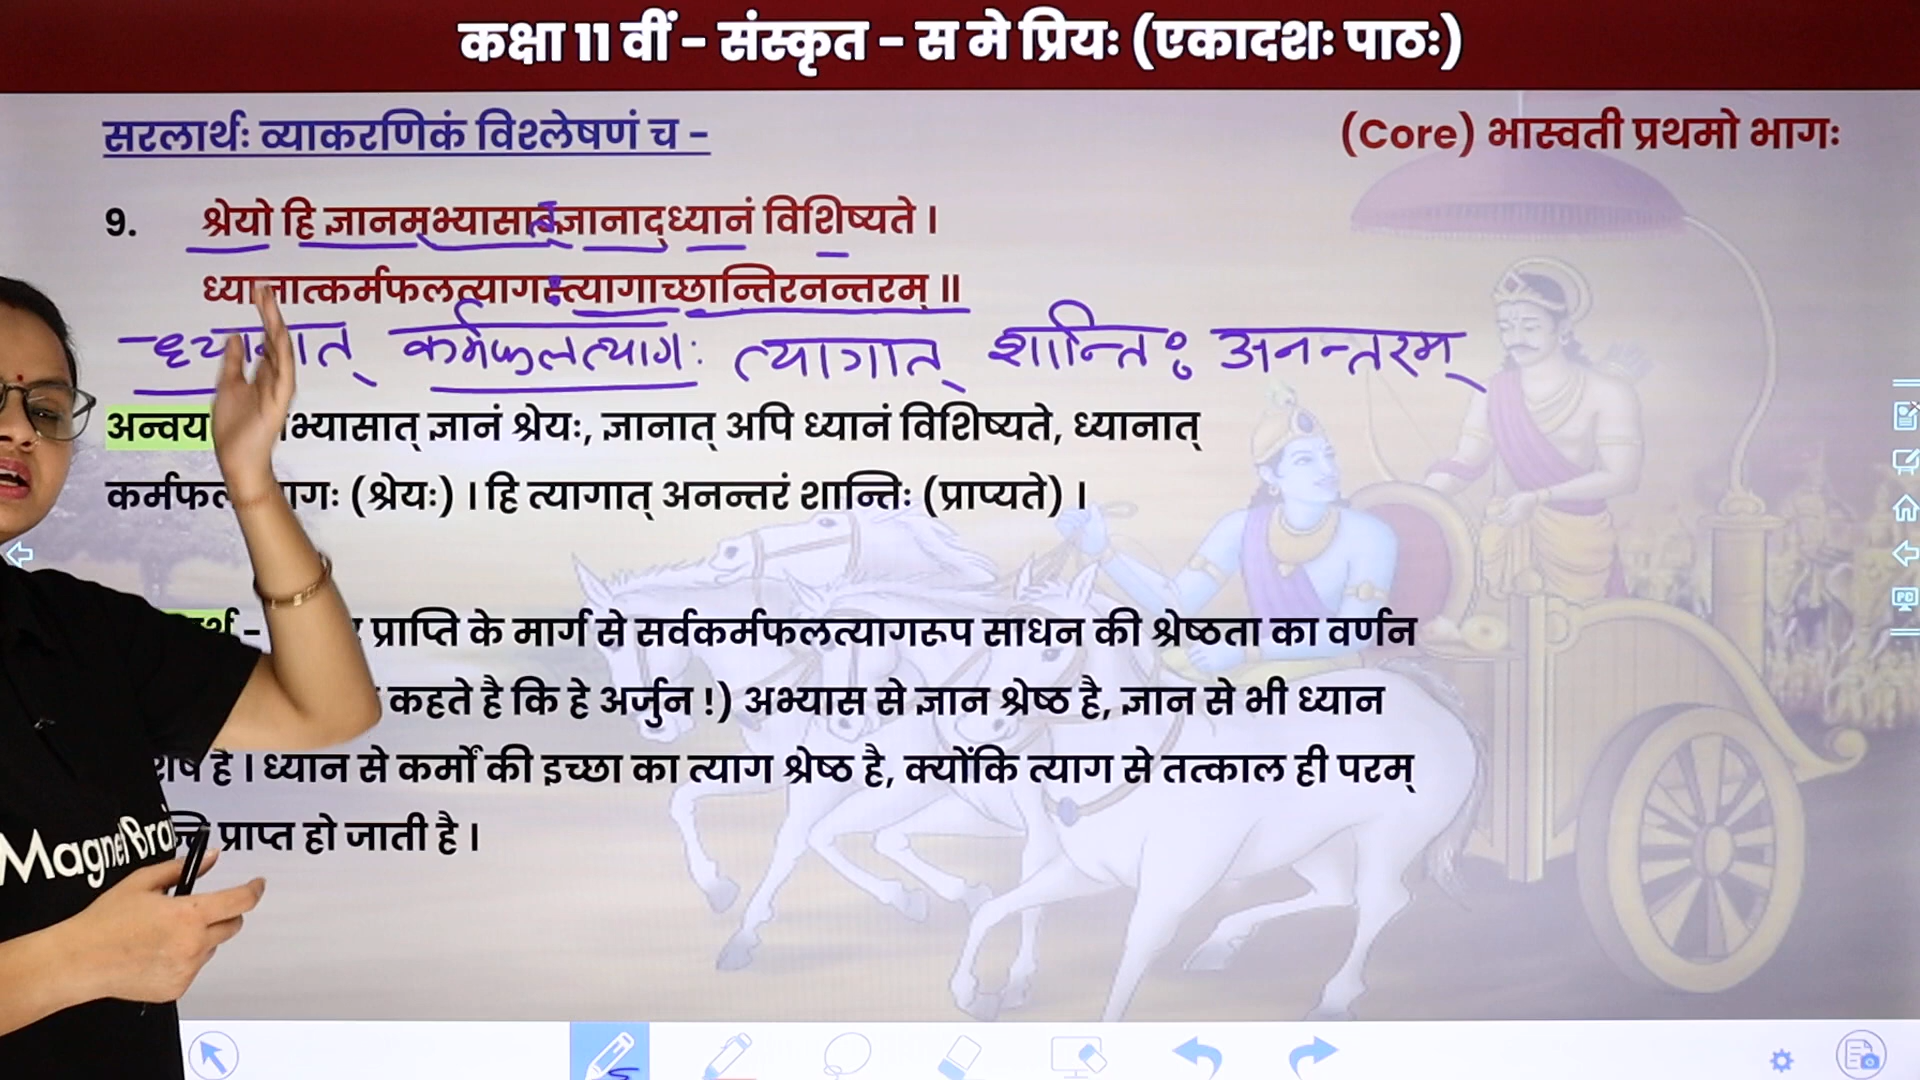 कक्षा 11 वीं - संस्कृत - स मे प्रियः (एकादशः पाठः)
सरलार्थः व्याकरणिकं विश्लेषणं च -
(Core) भास्वती प्रथमो भागः
9. श्रेयो हि ज्ञानमभ्यासात्ज्ञानाद्ध्यानं विशिष्यते ।
ध्यानात्कर्मफलत्यागस्त्यागाच्छान्तिरनन्तरम् ॥
ध्यानात् कर्मफलत्यागः त्यागात् शान्तिः अनन्तरम्
अन्वय भ्यासात् ज्ञानं श्रेयः, ज्ञानात् अपि ध्यानं विशिष्यते, ध्यानात्
कर्मफल गः (श्रेयः) । हि त्यागात् अनन्तरं शान्तिः (प्राप्यते) ।
र्थ - प्राप्ति के मार्ग से सर्वकर्मफलत्यागरूप साधन की श्रेष्ठता का वर्णन
कहते है कि हे अर्जुन !) अभ्यास से ज्ञान श्रेष्ठ है, ज्ञान से भी ध्यान
है । ध्यान से कर्मों की इच्छा का त्याग श्रेष्ठ है, क्योंकि त्याग से तत्काल ही परम्
प्राप्त हो जाती है ।
Magnet Brai